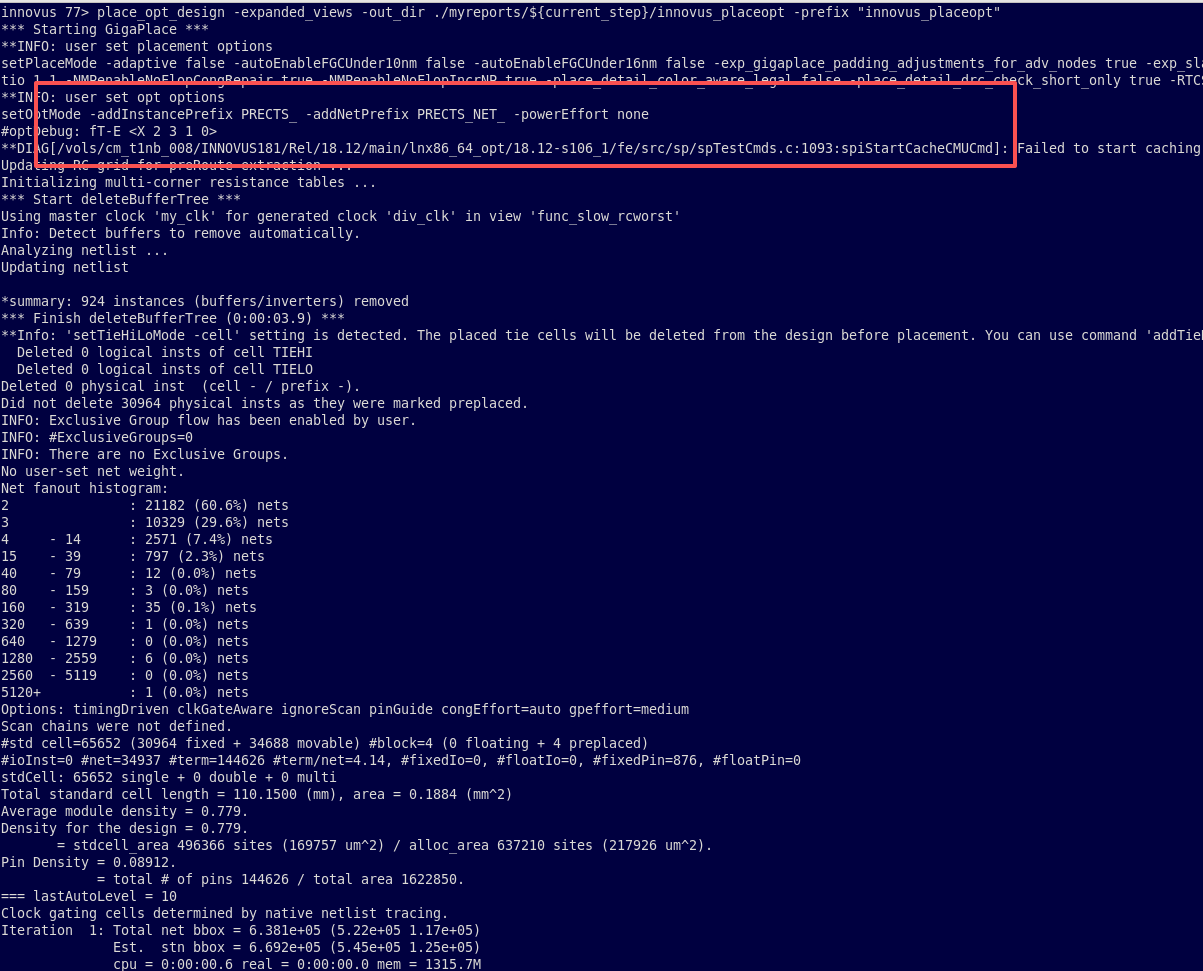 innovus 77> place_opt_design -expanded_views -out_dir ./myreports/${current_step}/innovus_placeopt -prefix "innovus_placeopt"
*** Starting GigaPlace ***
**INFO: user set placement options
setPlaceMode -adaptive false -autoEnableFGCUnder10nm false -autoEnableFGCUnder16nm false -exp_gigaplace_padding_adjustments_for_adv_nodes true -exp_sla
tio 1.1 -NMPenableNoFlopCongRepair true -NMPenableNoFlopIncrNP true -place_detail_color_aware_legal false -place_detail_drc_check_short_only true -RTCS
**INFO: user set opt options
setOptMode -addInstancePrefix PRECTS_ -addNetPrefix PRECTS_NET_ -powerEffort none
#optDebug: fT-E <X 2 3 1 0>
**DIAG[/vols/cm_t1nb_008/INNOVUS181/Rel/18.12/main/lnx86_64_opt/18.12-s106_1/fe/src/sp/spTestCmds.c:1093:spiStartCacheCMUCmd]: Failed to start caching
Updating RC grid for preRoute extraction ...
Initializing multi-corner resistance tables ...
*** Start deleteBufferTree ***
Using master clock 'my_clk' for generated clock 'div_clk' in view 'func_slow_rcworst'
Info: Detect buffers to remove automatically.
Analyzing netlist ...
Updating netlist
*summary: 924 instances (buffers/inverters) removed
*** Finish deleteBufferTree (0:00:03.9) ***
**Info: 'setTieHiLoMode -cell' setting is detected. The placed tie cells will be deleted from the design before placement. You can use command 'addTieH
Deleted 0 logical insts of cell TIEHI
Deleted 0 logical insts of cell TIELO
Deleted 0 physical inst  (cell - / prefix -).
Did not delete 30964 physical insts as they were marked preplaced.
INFO: Exclusive Group flow has been enabled by user.
INFO: #ExclusiveGroups=0
INFO: There are no Exclusive Groups.
No user-set net weight.
Net fanout histogram:
2               : 21182 (60.6%) nets
3               : 10329 (29.6%) nets
4     - 14      : 2571 (7.4%) nets
15    - 39      : 797 (2.3%) nets
40    - 79      : 12 (0.0%) nets
80    - 159     : 3 (0.0%) nets
160   - 319     : 35 (0.1%) nets
320   - 639     : 1 (0.0%) nets
640   - 1279    : 0 (0.0%) nets
1280  - 2559    : 6 (0.0%) nets
2560  - 5119    : 0 (0.0%) nets
5120+           : 1 (0.0%) nets
Options: timingDriven clkGateAware ignoreScan pinGuide congEffort=auto gpeffort=medium
Scan chains were not defined.
#std cell=65652 (30964 fixed + 34688 movable) #block=4 (0 floating + 4 preplaced)
#ioInst=0 #net=34937 #term=144626 #term/net=4.14, #fixedIo=0, #floatIo=0, #fixedPin=876, #floatPin=0
stdCell: 65652 single + 0 double + 0 multi
Total standard cell length = 110.1500 (mm), area = 0.1884 (mm^2)
Average module density = 0.779.
Density for the design = 0.779.
= stdcell_area 496366 sites (169757 um^2) / alloc_area 637210 sites (217926 um^2).
Pin Density = 0.08912.
= total # of pins 144626 / total area 1622850.
=== lastAutoLevel = 10
Clock gating cells determined by native netlist tracing.
Iteration  1: Total net bbox = 6.381e+05 (5.22e+05 1.17e+05)
Est.  stn bbox = 6.692e+05 (5.45e+05 1.25e+05)
cpu = 0:00:00.6 real = 0:00:00.0 mem = 1315.7M